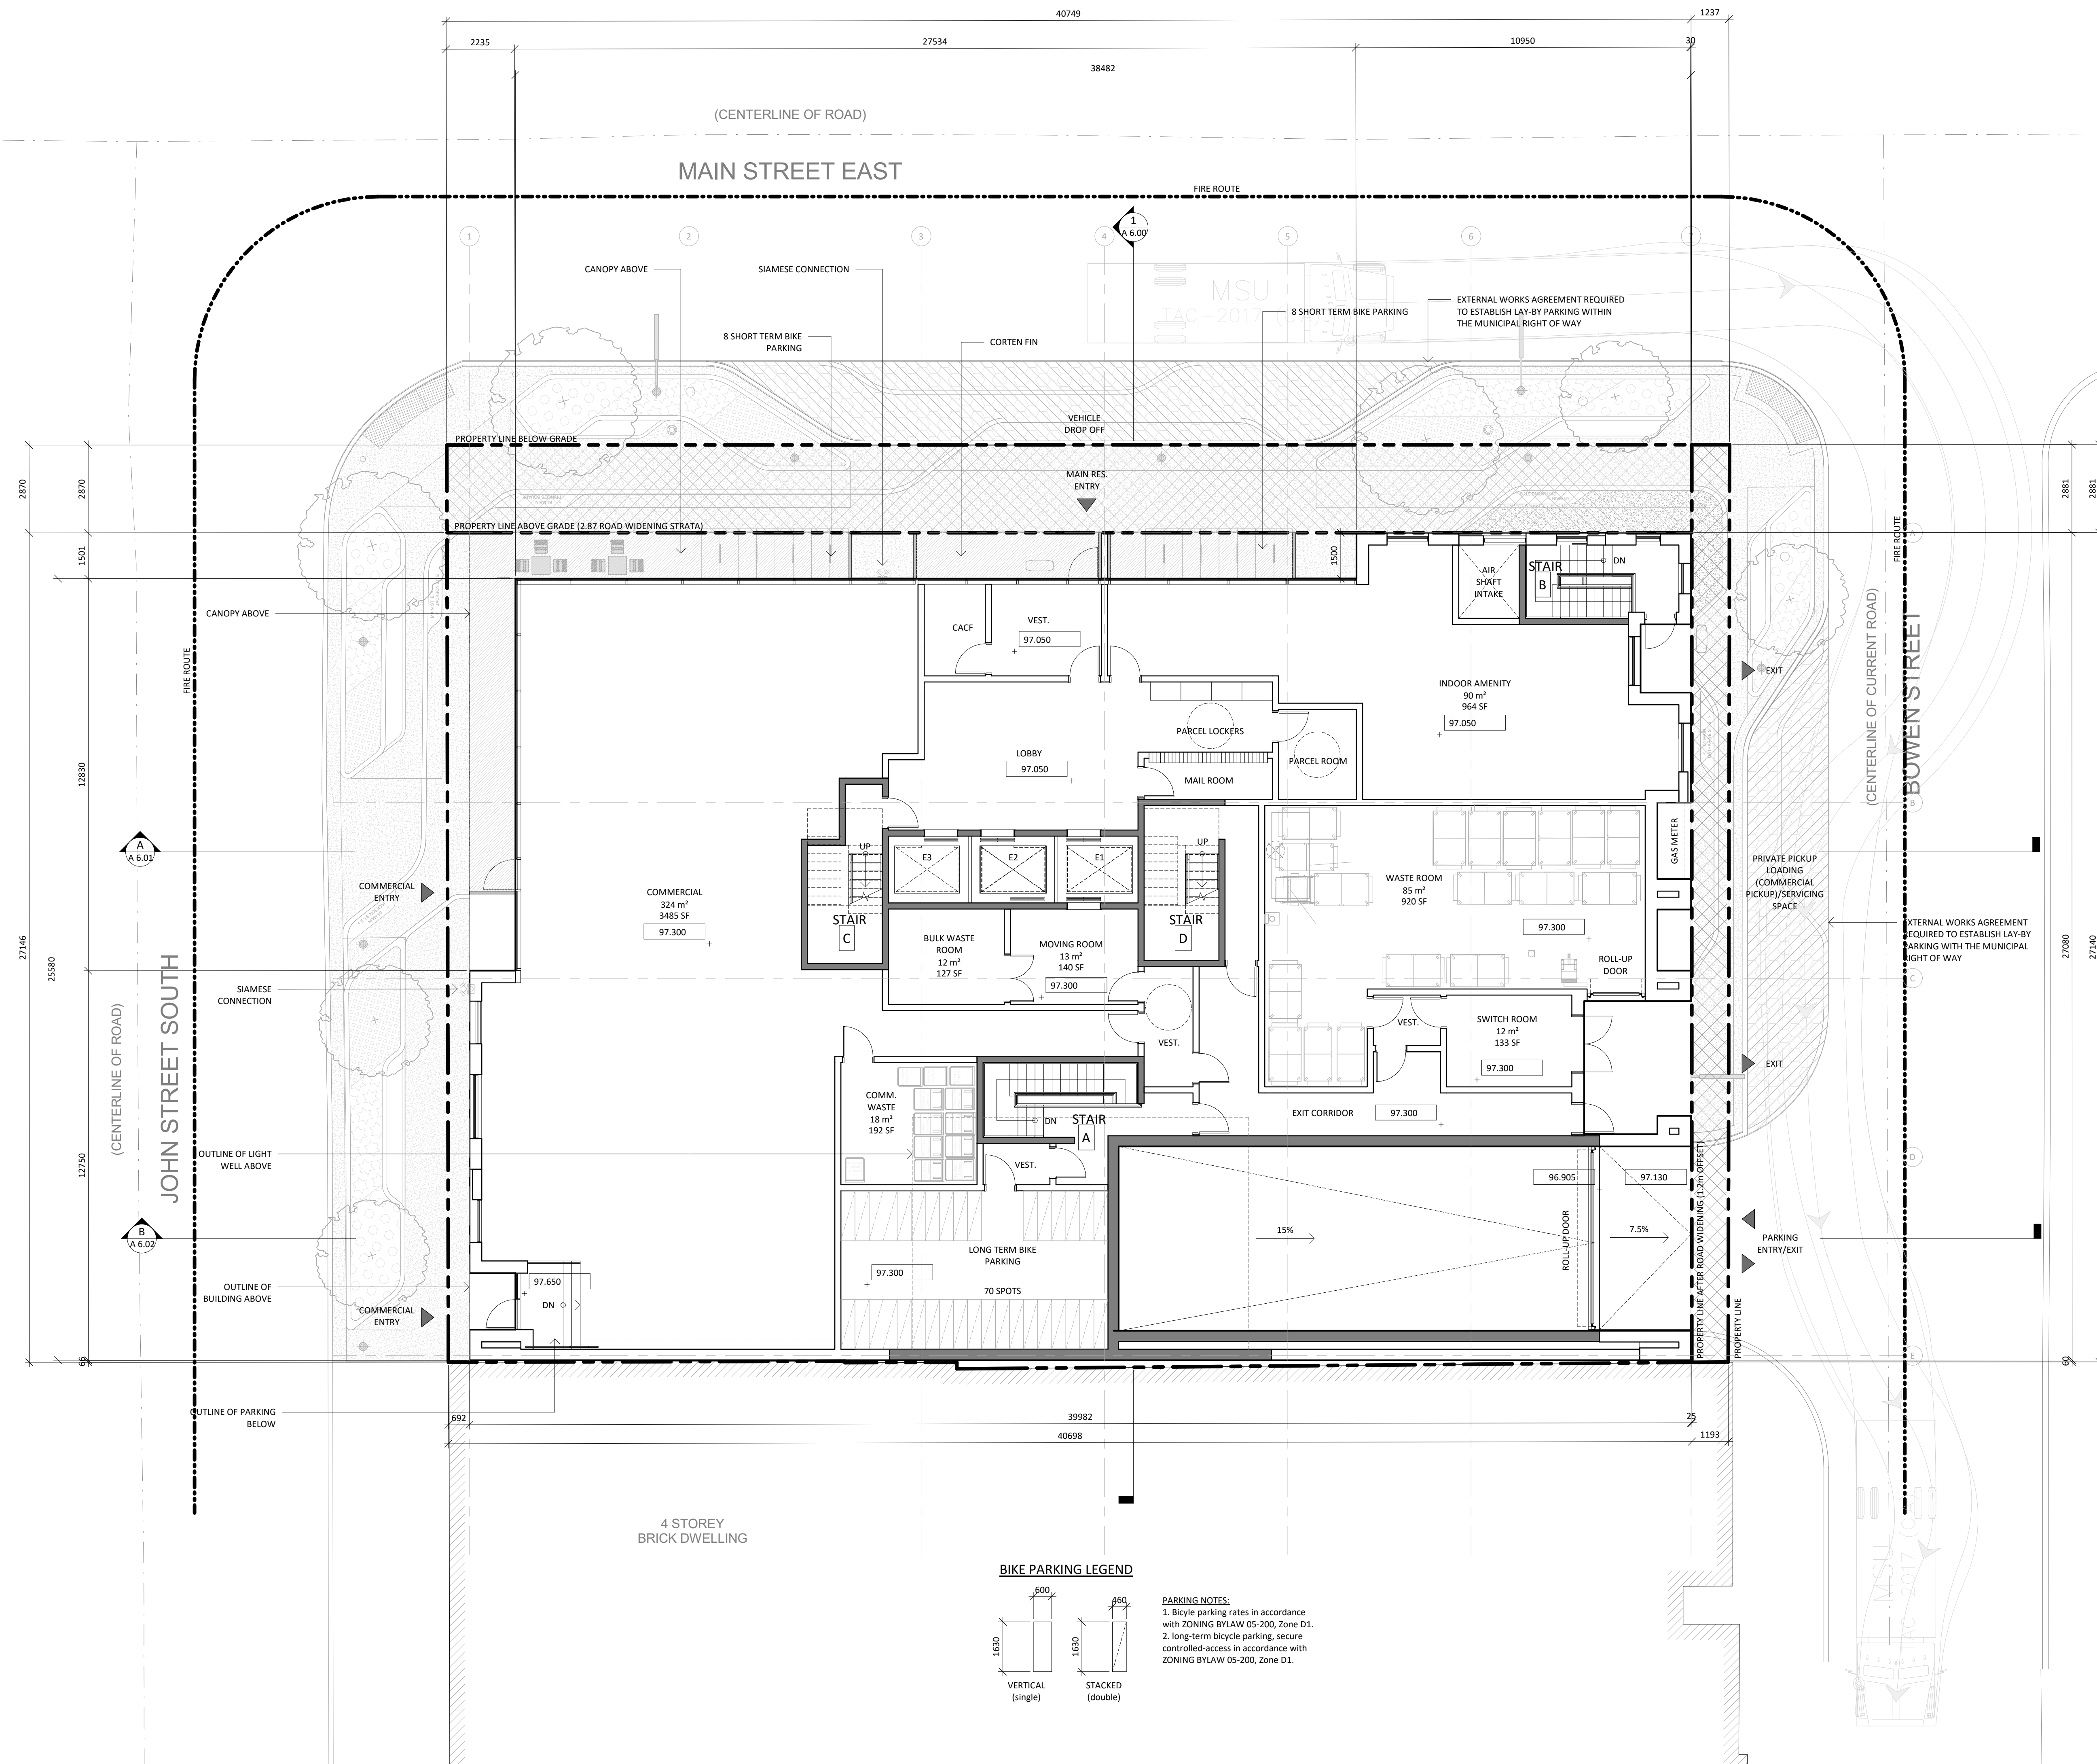 40749
1237
2235
27534
10950
30
38482
(CENTERLINE OF ROAD)
MAIN STREET EAST
FIRE ROUTE
1
A 6.00
1
2
3
4
5
6
7
CANOPY ABOVE
SIAMESE CONNECTION
MSU
TAC-2017
8 SHORT TERM BIKE PARKING
EXTERNAL WORKS AGREEMENT REQUIRED
TO ESTABLISH LAY-BY PARKING WITHIN
THE MUNICIPAL RIGHT OF WAY
8 SHORT TERM BIKE
PARKING
CORTEN FIN
VEHICLE
DROP OFF
PROPERTY LINE BELOW GRADE
MAIN RES.
ENTRY
PROPERTY LINE ABOVE GRADE (2.87 ROAD WIDENING STRATA)
2870
2870
1501
1500
2881
2881
FIRE ROUTE
A
CANOPY ABOVE
FIRE ROUTE
CACF
VEST.
97.050
AIR
SHAFT
INTAKE
STAIR
B
DN
EXIT
INDOOR AMENITY
90 m²
964 SF
97.050
(CENTERLINE OF CURRENT ROAD)
BOWEN STREET
PARCEL LOCKERS
PARCEL ROOM
LOBBY
97.050
MAIL ROOM
12830
B
A
A 6.01
COMMERCIAL
ENTRY
COMMERCIAL
324 m²
3485 SF
97.300
UP
STAIR
C
E3
E2
E1
UP
STAIR
D
WASTE ROOM
85 m²
920 SF
97.300
GAS METER
PRIVATE PICKUP
LOADING
(COMMERCIAL
PICKUP)/SERVICING
SPACE
EXTERNAL WORKS AGREEMENT
REQUIRED TO ESTABLISH LAY-BY
PARKING WITH THE MUNICIPAL
RIGHT OF WAY
BULK WASTE
ROOM
12 m²
127 SF
MOVING ROOM
13 m²
140 SF
97.300
ROLL-UP
DOOR
27146
25580
27080
27140
C
SIAMESE
CONNECTION
(CENTERLINE OF ROAD)
JOHN STREET SOUTH
VEST.
VEST.
SWITCH ROOM
12 m²
133 SF
97.300
EXIT
COMM.
WASTE
18 m²
192 SF
DN
STAIR
A
EXIT CORRIDOR
97.300
OUTLINE OF LIGHT
WELL ABOVE
VEST.
12750
D
96.905
97.130
B
A 6.02
15%
7.5%
ROLL-UP DOOR
PROPERTY LINE AFTER ROAD WIDENING (1.2m OFFSET)
PROPERTY LINE
PARKING
ENTRY/EXIT
LONG TERM BIKE
PARKING
97.300
70 SPOTS
OUTLINE OF
BUILDING ABOVE
97.650
DN
COMMERCIAL
ENTRY
66
60
E
OUTLINE OF PARKING
BELOW
692
39982
25
40698
1193
4 STOREY
BRICK DWELLING
MSU
BIKE PARKING LEGEND
600
460
1630
1630
VERTICAL
(single)
STACKED
(double)
PARKING NOTES:
1. Bicyle parking rates in accordance
with ZONING BYLAW 05-200, Zone D1.
2. long-term bicycle parking, secure
controlled-access in accordance with
ZONING BYLAW 05-200, Zone D1.